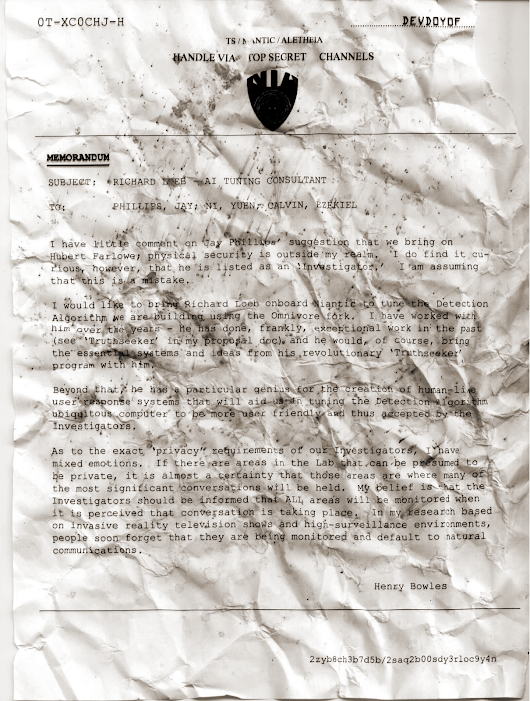 OT-XC0CHJ-H
DEVDOYOF
TS / ANTIC / ALETHEIA
HANDLE VIA TOP SECRET CHANNELS
NIA
MEMORANDUM
SUBJECT: RICHARD LOEB - AI TUNING CONSULTANT
TO: PHILLIPS, JAY; NI, YUEN; CALVIN, EZEKIEL
I have little comment on Jay Phillips' suggestion that we bring on
Hubert Farlowe; physical security is outside my realm. I do find it cu-
rious, however, that he is listed as an 'Investigator.' I am assuming
that this is a mistake.
I would like to bring Richard Loeb onboard Niantic to tune the Detection
Algorithm we are building using the Omnivore fork. I have worked with
him over the years - he has done, frankly, exceptional work in the past
(see 'Truthseeker' in my proposal doc) and he would, of course, bring
the essential systems and ideas from his revolutionary 'Truthseeker'
program with him.
Beyond that, he has a particular genius for the creation of human-like
user response systems that will aid us in tuning the Detection Algorithm
ubiquitous computer to be more user friendly and thus accepted by the
Investigators.
As to the exact 'privacy' requirements of our Investigators, I have
mixed emotions. If there are areas in the Lab that can be presumed to
be private, it is almost a certainty that those areas are where many of
the most significant conversations will be held. My belief is that the
Investigators should be informed that ALL areas will be monitored when
it is perceived that conversation is taking place. In my research based
on invasive reality television shows and high-surveillance environments,
people soon forget that they are being monitored and default to natural
communications.
Henry Bowles
2zyb8ch3b7d5b/2saq2b00sdy3rloc9y4n